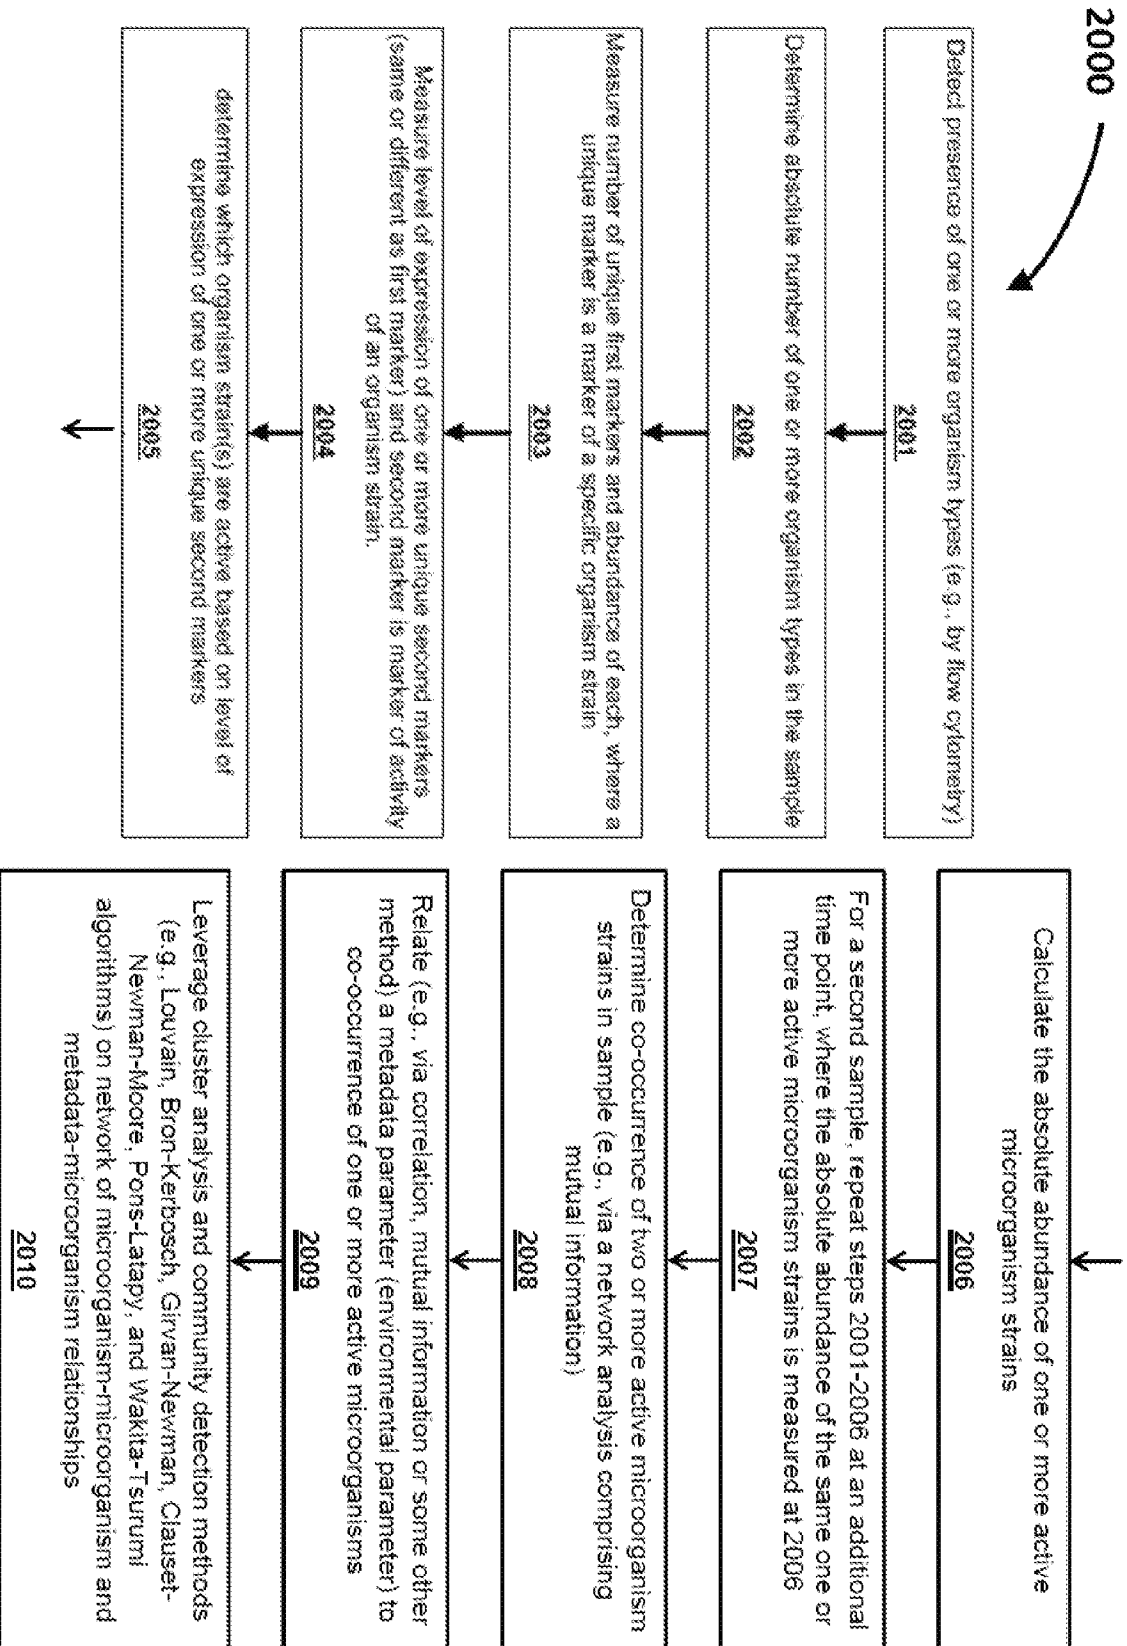 2000
Detect presence of one or more organism types (e.g., by flow cytometry)
2001
Determine absolute number of one or more organism types in the sample
2002
Measure number of unique first markers and abundance of each, where a
unique marker is a marker of a specific organism strain
2003
Measure level of expression of one or more unique second markers
(same or different as first marker) and second marker is marker of activity
of an organism strain.
2004
determine which organism strain(s) are active based on level of
expression of one or more unique second markers
2005
Calculate the absolute abundance of one or more active
microorganism strains
2006
For a second sample, repeat steps 2001-2006 at an additional
time point, where the absolute abundance of the same one or
more active microorganism strains is measured at 2006
2007
Determine co-occurrence of two or more active microorganism
strains in sample (e.g., via a network analysis comprising
mutual information)
2008
Relate (e.g., via correlation, mutual information or some other
method) a metadata parameter (environmental parameter) to
co-occurrence of one or more active microorganisms
2009
Leverage cluster analysis and community detection methods
(e.g., Louvain, Bron-Kerbosch, Girvan-Newman, Clauset-
Newman-Moore, Pons-Latapy, and Wakita-Tsurumi
algorithms) on network of microorganism-microorganism and
metadata-microorganism relationships
2010